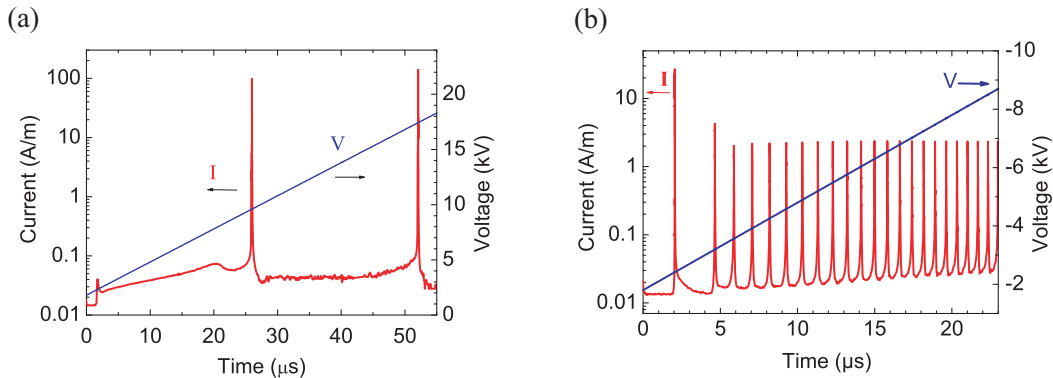 (a)
100
10
1
0.1
0.01
Current (A/m)
I
V
20
15
10
5
0
Voltage (kV)
0 10 20 30 40 50
Time (μs)
(b)
10
1
0.1
0.01
Current (A/m)
I
V
-10
-8
-6
-4
-2
Voltage (kV)
0 5 10 15 20
Time (μs)